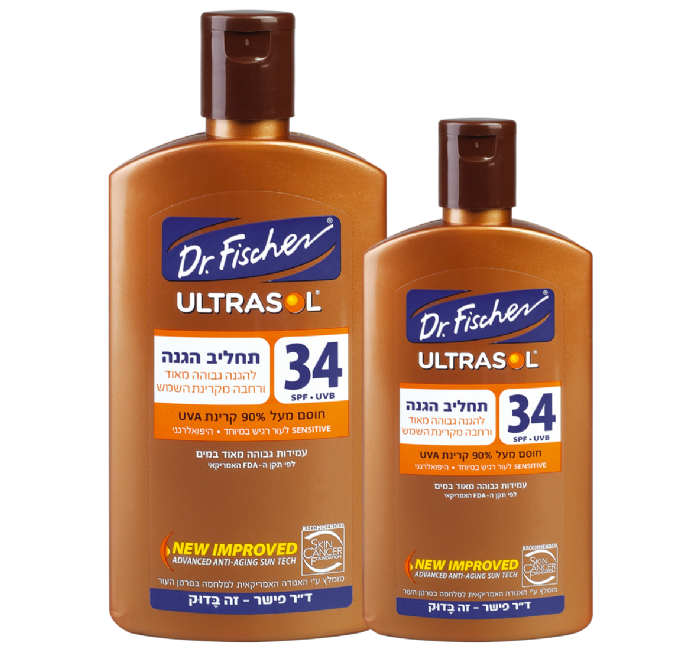 Dr. Fischer®
ULTRASOL®
תחליב הגנה
להגנה גבוהה מאוד
ורחבה מקרינת השמש
34
SPF • UVB
חוסם מעל 90% קרינת UVA
SENSITIVE לעור רגיש במיוחד • היפואלרגני
עמידות גבוהה מאוד במים
לפי תקן ה-FDA האמריקאי
NEW IMPROVED
ADVANCED ANTI-AGING SUN TECH
RECOMMENDED
SKIN
CANCER
FOUNDATION
מומלץ ע"י האגודה האמריקאית למלחמה בסרטן העור
ד"ר פישר - זה בָּדוּק
Dr. Fischer®
ULTRASOL®
תחליב הגנה
להגנה גבוהה מאוד
ורחבה מקרינת השמש
34
SPF • UVB
חוסם מעל 90% קרינת UVA
SENSITIVE לעור רגיש במיוחד • היפואלרגני
עמידות גבוהה מאוד במים
לפי תקן ה-FDA האמריקאי
NEW IMPROVED
ADVANCED ANTI-AGING SUN TECH
RECOMMENDED
SKIN
CANCER
FOUNDATION
מומלץ ע"י האגודה האמריקאית למלחמה בסרטן העור
ד"ר פישר - זה בָּדוּק